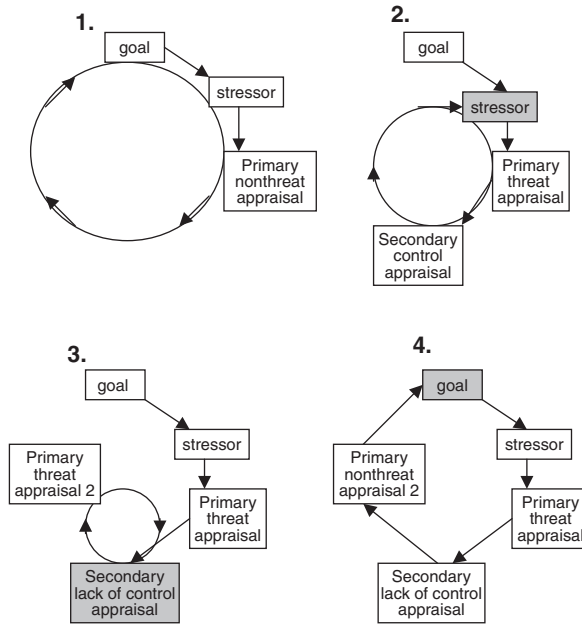 1.
goal
stressor
Primary
nonthreat
appraisal
2.
goal
stressor
Primary
threat
appraisal
Secondary
control
appraisal
3.
goal
stressor
Primary
threat
appraisal 2
Primary
threat
appraisal
Secondary
lack of control
appraisal
4.
goal
stressor
Primary
nonthreat
appraisal 2
Primary
threat
appraisal
Secondary
lack of control
appraisal